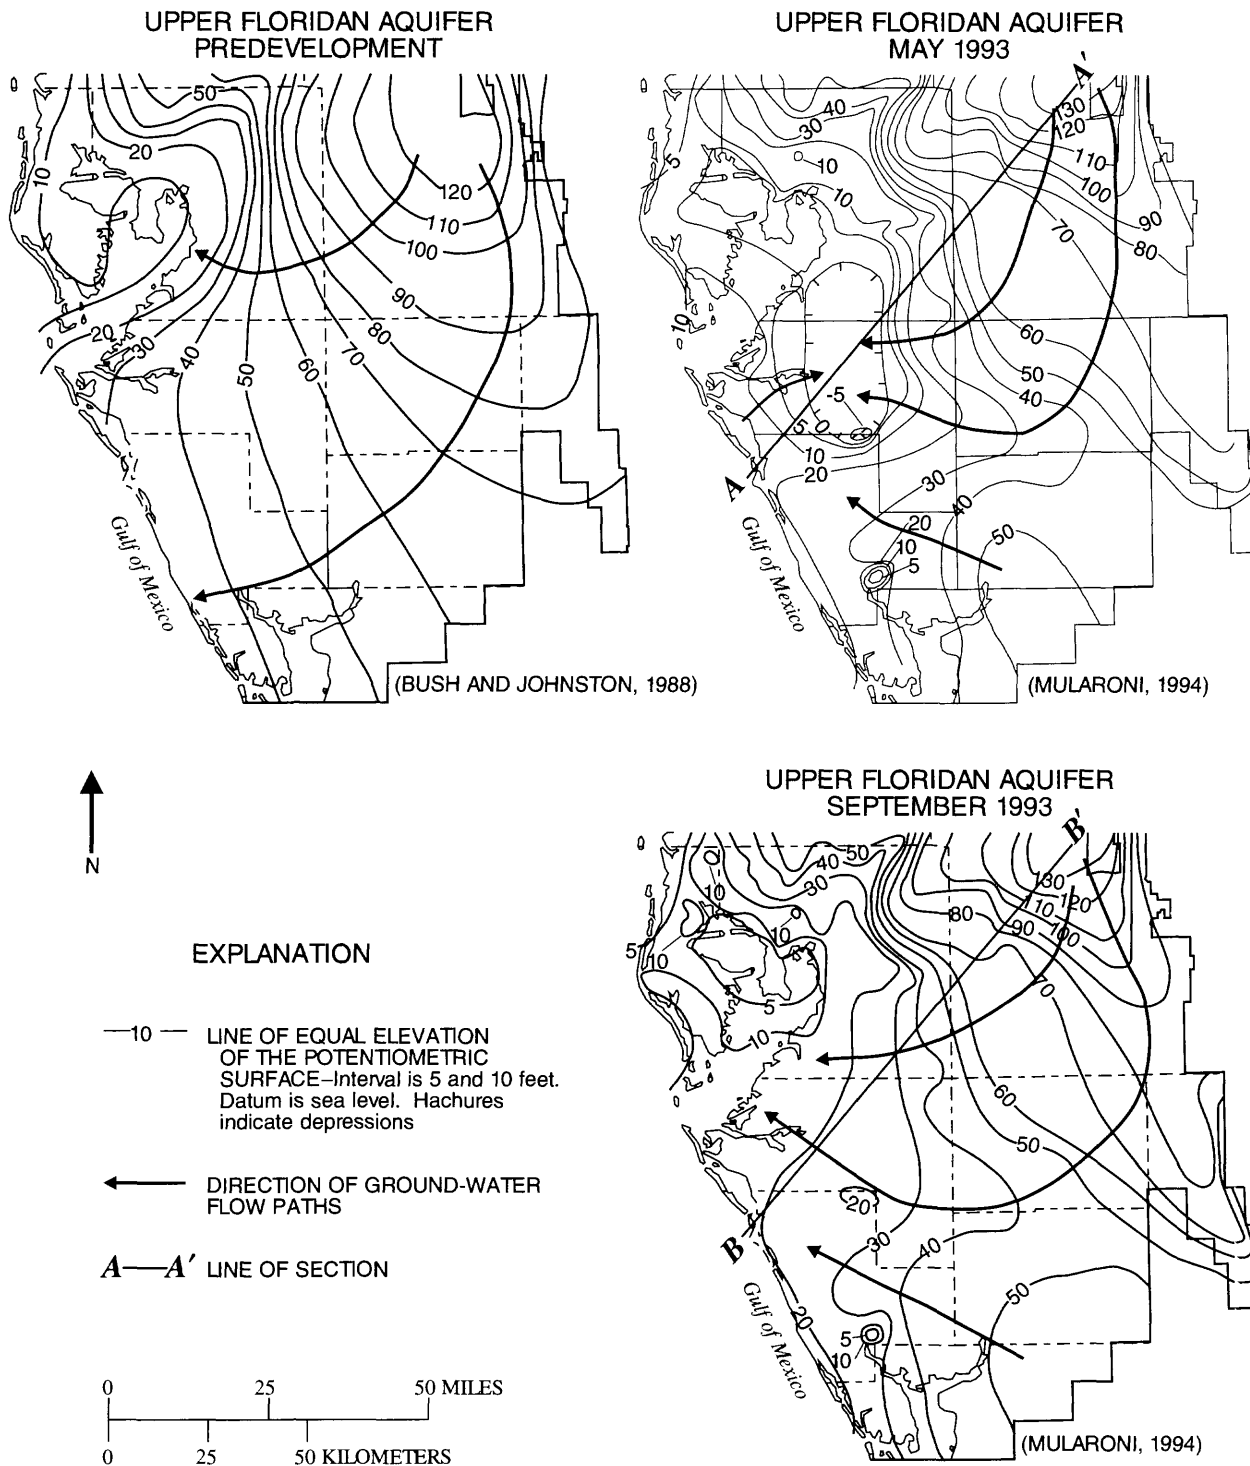 UPPER FLORIDAN AQUIFER
PREDEVELOPMENT
50
20
10
120
110
100
90
80
70
60
50
40
30
20
Gulf of Mexico
(BUSH AND JOHNSTON, 1988)
UPPER FLORIDAN AQUIFER
MAY 1993
A'
130
120
110
100
90
80
70
40
30
5
10
10
10
60
50
40
-5
5
0
10
20
A
30
40
50
20
10
5
Gulf of Mexico
(MULARONI, 1994)
N
EXPLANATION
—10— LINE OF EQUAL ELEVATION
OF THE POTENTIOMETRIC
SURFACE–Interval is 5 and 10 feet.
Datum is sea level. Hachures
indicate depressions
DIRECTION OF GROUND-WATER
FLOW PATHS
A—A' LINE OF SECTION
0 25 50 MILES
0 25 50 KILOMETERS
UPPER FLORIDAN AQUIFER
SEPTEMBER 1993
B'
40
50
30
0
10
130
120
110
100
90
80
70
0
10
5
10
5
10
60
50
20
30
40
50
B
20
5
10
Gulf of Mexico
(MULARONI, 1994)